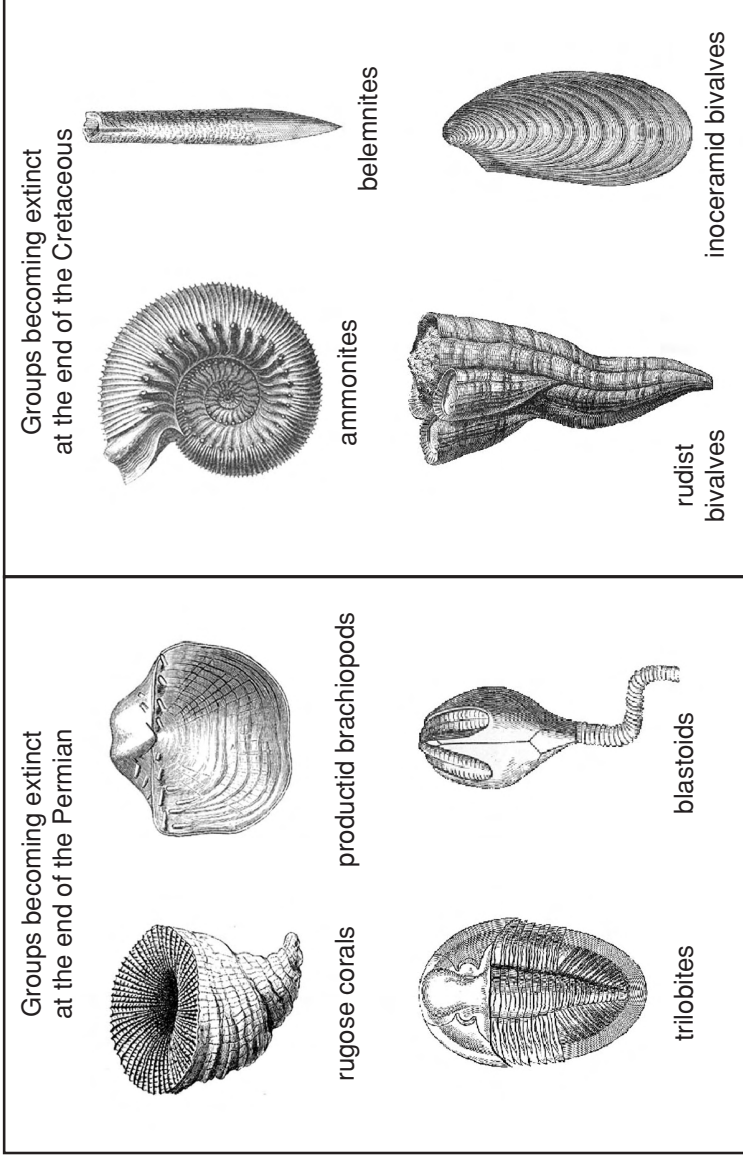 Groups becoming extinct
at the end of the Permian
rugose corals
productid brachiopods
trilobites
blastoids
Groups becoming extinct
at the end of the Cretaceous
ammonites
belemnites
rudist
bivalves
inoceramid bivalves